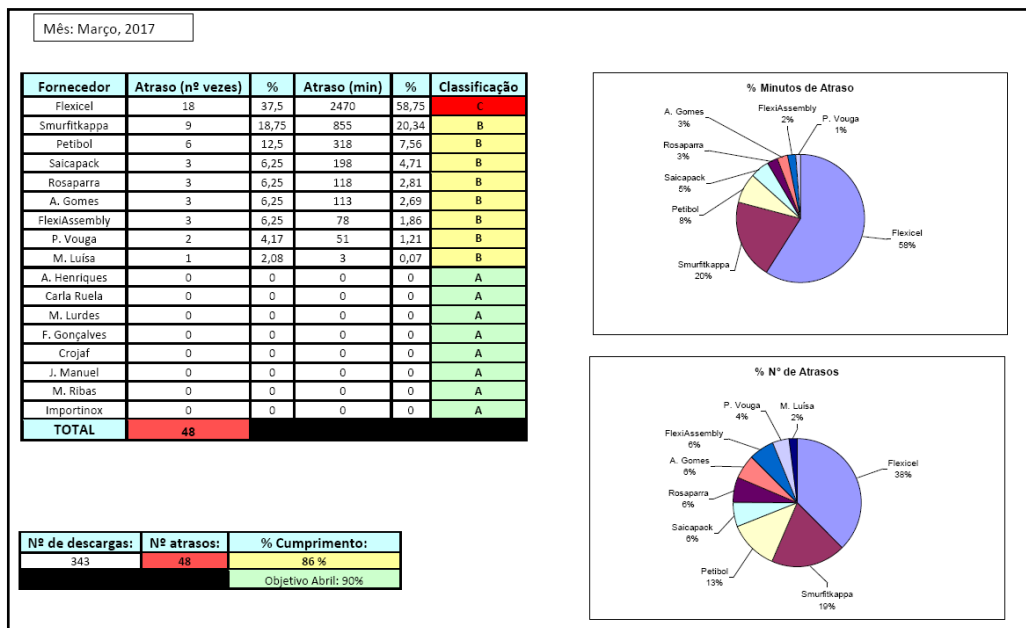 Mês: Março, 2017
Fornecedor Atraso (nº vezes) % Atraso (min) % Classificação
Flexicel 18 37,5 2470 58,75 C
Smurfitkappa 9 18,75 855 20,34 B
Petibol 6 12,5 318 7,56 B
Saicapack 3 6,25 198 4,71 B
Rosaparra 3 6,25 118 2,81 B
A. Gomes 3 6,25 113 2,69 B
FlexiAssembly 3 6,25 78 1,86 B
P. Vouga 2 4,17 51 1,21 B
M. Luísa 1 2,08 3 0,07 B
A. Henriques 0 0 0 0 A
Carla Ruela 0 0 0 0 A
M. Lurdes 0 0 0 0 A
F. Gonçalves 0 0 0 0 A
Crojaf 0 0 0 0 A
J. Manuel 0 0 0 0 A
M. Ribas 0 0 0 0 A
Importinox 0 0 0 0 A
TOTAL 48
Nº de descargas: Nº atrasos: % Cumprimento:
343 48 86 %
Objetivo Abril: 90%
% Minutos de Atraso
FlexiAssembly
2%
P. Vouga
1%
A. Gomes
3%
Rosaparra
3%
Saicapack
5%
Petibol
8%
Smurfitkappa
20%
Flexicel
58%
% N° de Atrasos
P. Vouga
4%
M. Luísa
2%
FlexiAssembly
6%
A. Gomes
6%
Rosaparra
6%
Saicapack
6%
Petibol
13%
Smurfitkappa
19%
Flexicel
38%